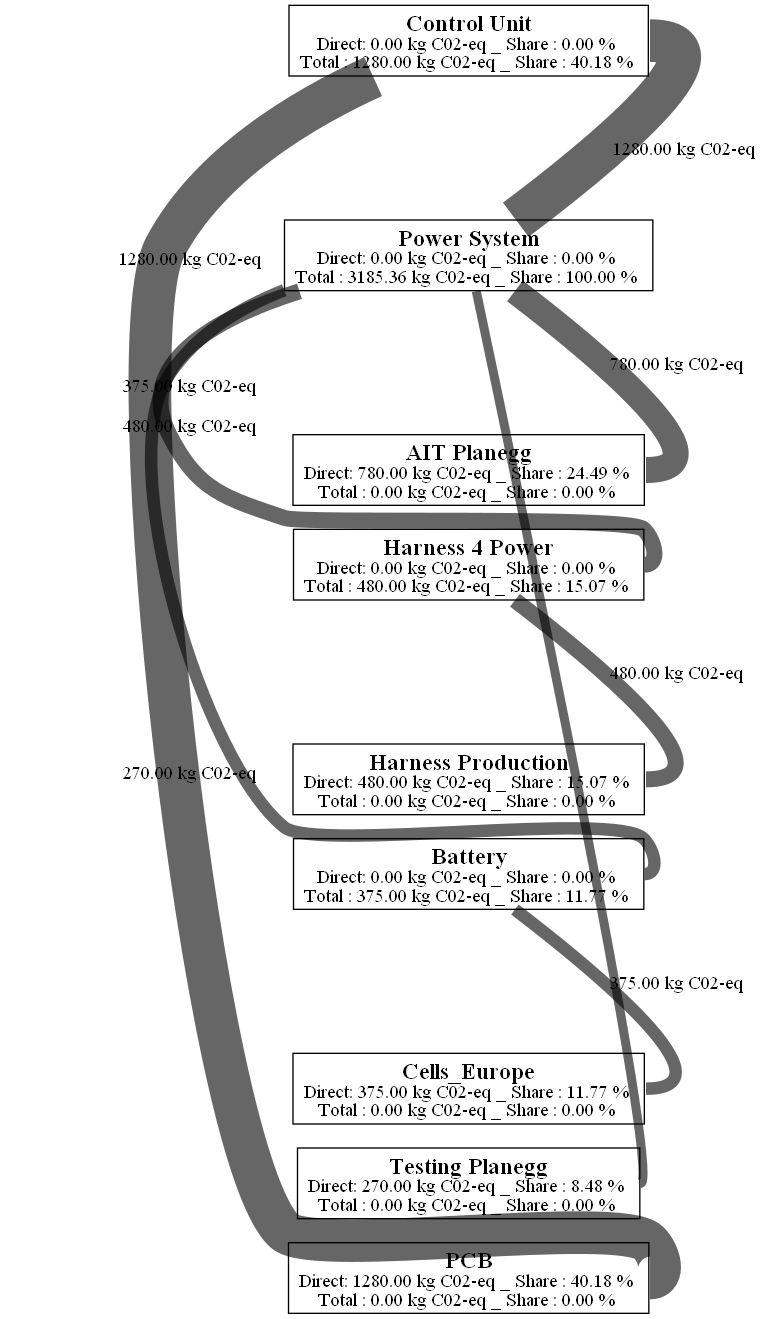 Control Unit
Direct: 0.00 kg C02-eq _ Share : 0.00 %
Total : 1280.00 kg C02-eq _ Share : 40.18 %
1280.00 kg C02-eq
Power System
Direct: 0.00 kg C02-eq _ Share : 0.00 %
Total : 3185.36 kg C02-eq _ Share : 100.00 %
1280.00 kg C02-eq
780.00 kg C02-eq
375.00 kg C02-eq
480.00 kg C02-eq
AIT Planegg
Direct: 780.00 kg C02-eq _ Share : 24.49 %
Total : 0.00 kg C02-eq _ Share : 0.00 %
Harness 4 Power
Direct: 0.00 kg C02-eq _ Share : 0.00 %
Total : 480.00 kg C02-eq _ Share : 15.07 %
480.00 kg C02-eq
Harness Production
Direct: 480.00 kg C02-eq _ Share : 15.07 %
Total : 0.00 kg C02-eq _ Share : 0.00 %
270.00 kg C02-eq
Battery
Direct: 0.00 kg C02-eq _ Share : 0.00 %
Total : 375.00 kg C02-eq _ Share : 11.77 %
375.00 kg C02-eq
Cells_Europe
Direct: 375.00 kg C02-eq _ Share : 11.77 %
Total : 0.00 kg C02-eq _ Share : 0.00 %
Testing Planegg
Direct: 270.00 kg C02-eq _ Share : 8.48 %
Total : 0.00 kg C02-eq _ Share : 0.00 %
PCB
Direct: 1280.00 kg C02-eq _ Share : 40.18 %
Total : 0.00 kg C02-eq _ Share : 0.00 %